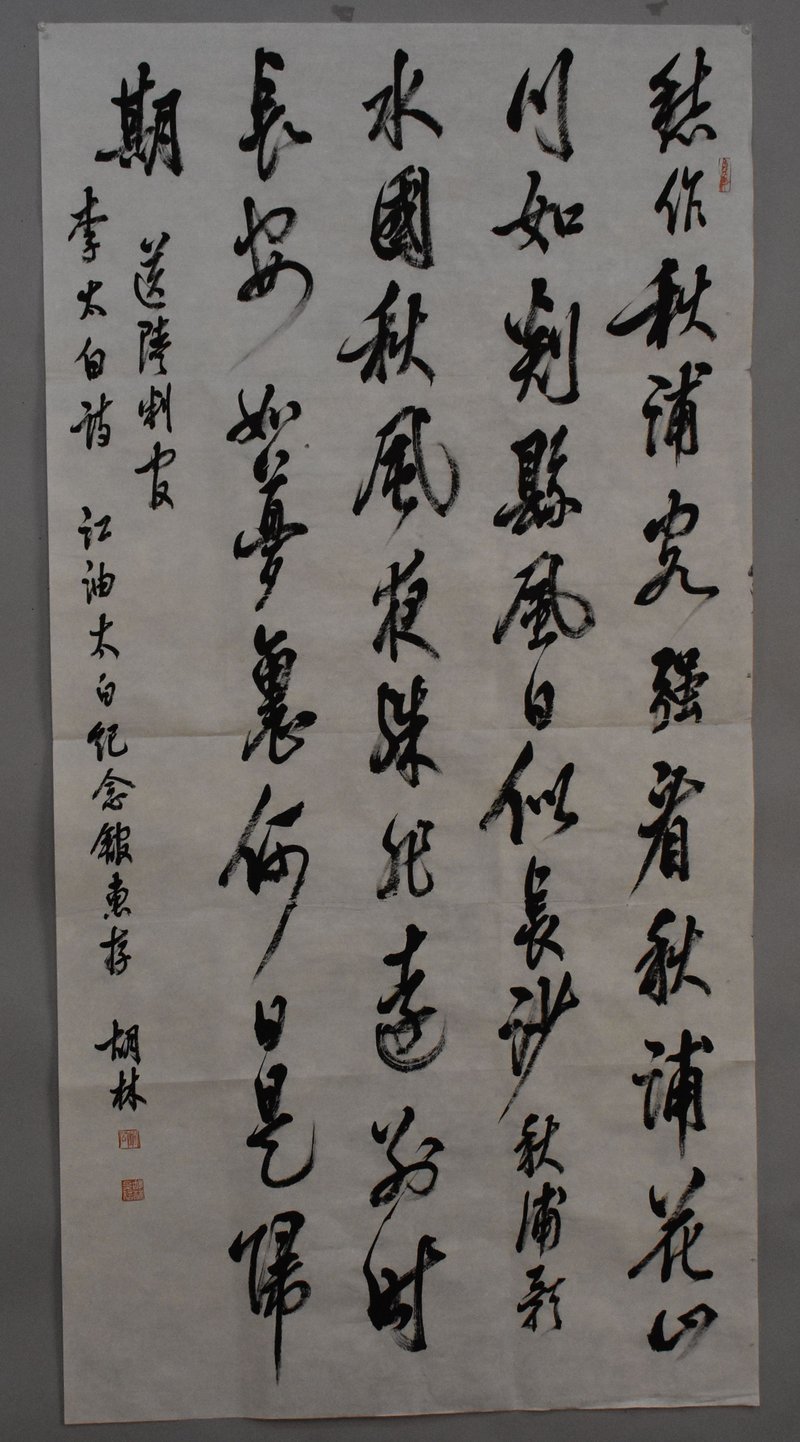 愁作秋浦客强看秋浦花山
川如剡縣風日似長沙秋浦歌
水國秋風夜殊非遠別時
長安如夢裏何日是歸
期
送陸判官
李太白詩 江油太白纪念館惠存 胡林